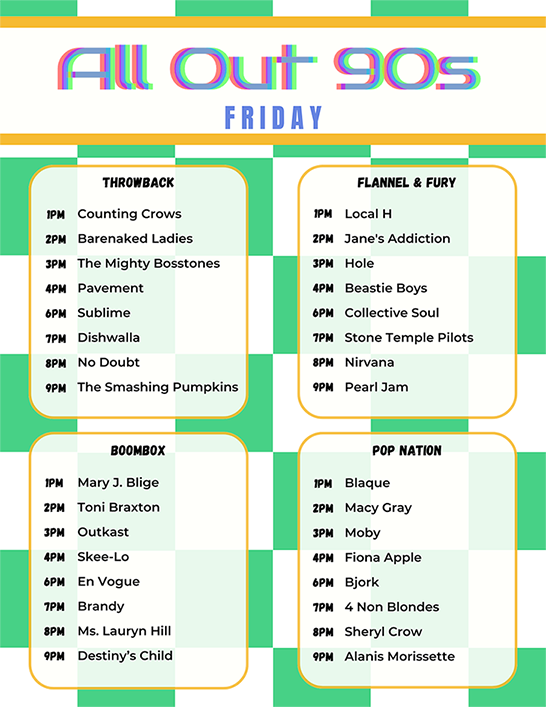 All Out 90s
FRIDAY
THROWBACK
1PM Counting Crows
2PM Barenaked Ladies
3PM The Mighty Bosstones
4PM Pavement
6PM Sublime
7PM Dishwalla
8PM No Doubt
9PM The Smashing Pumpkins
FLANNEL & FURY
1PM Local H
2PM Jane's Addiction
3PM Hole
4PM Beastie Boys
6PM Collective Soul
7PM Stone Temple Pilots
8PM Nirvana
9PM Pearl Jam
BOOMBOX
1PM Mary J. Blige
2PM Toni Braxton
3PM Outkast
4PM Skee-Lo
6PM En Vogue
7PM Brandy
8PM Ms. Lauryn Hill
9PM Destiny's Child
POP NATION
1PM Blaque
2PM Macy Gray
3PM Moby
4PM Fiona Apple
6PM Bjork
7PM 4 Non Blondes
8PM Sheryl Crow
9PM Alanis Morissette